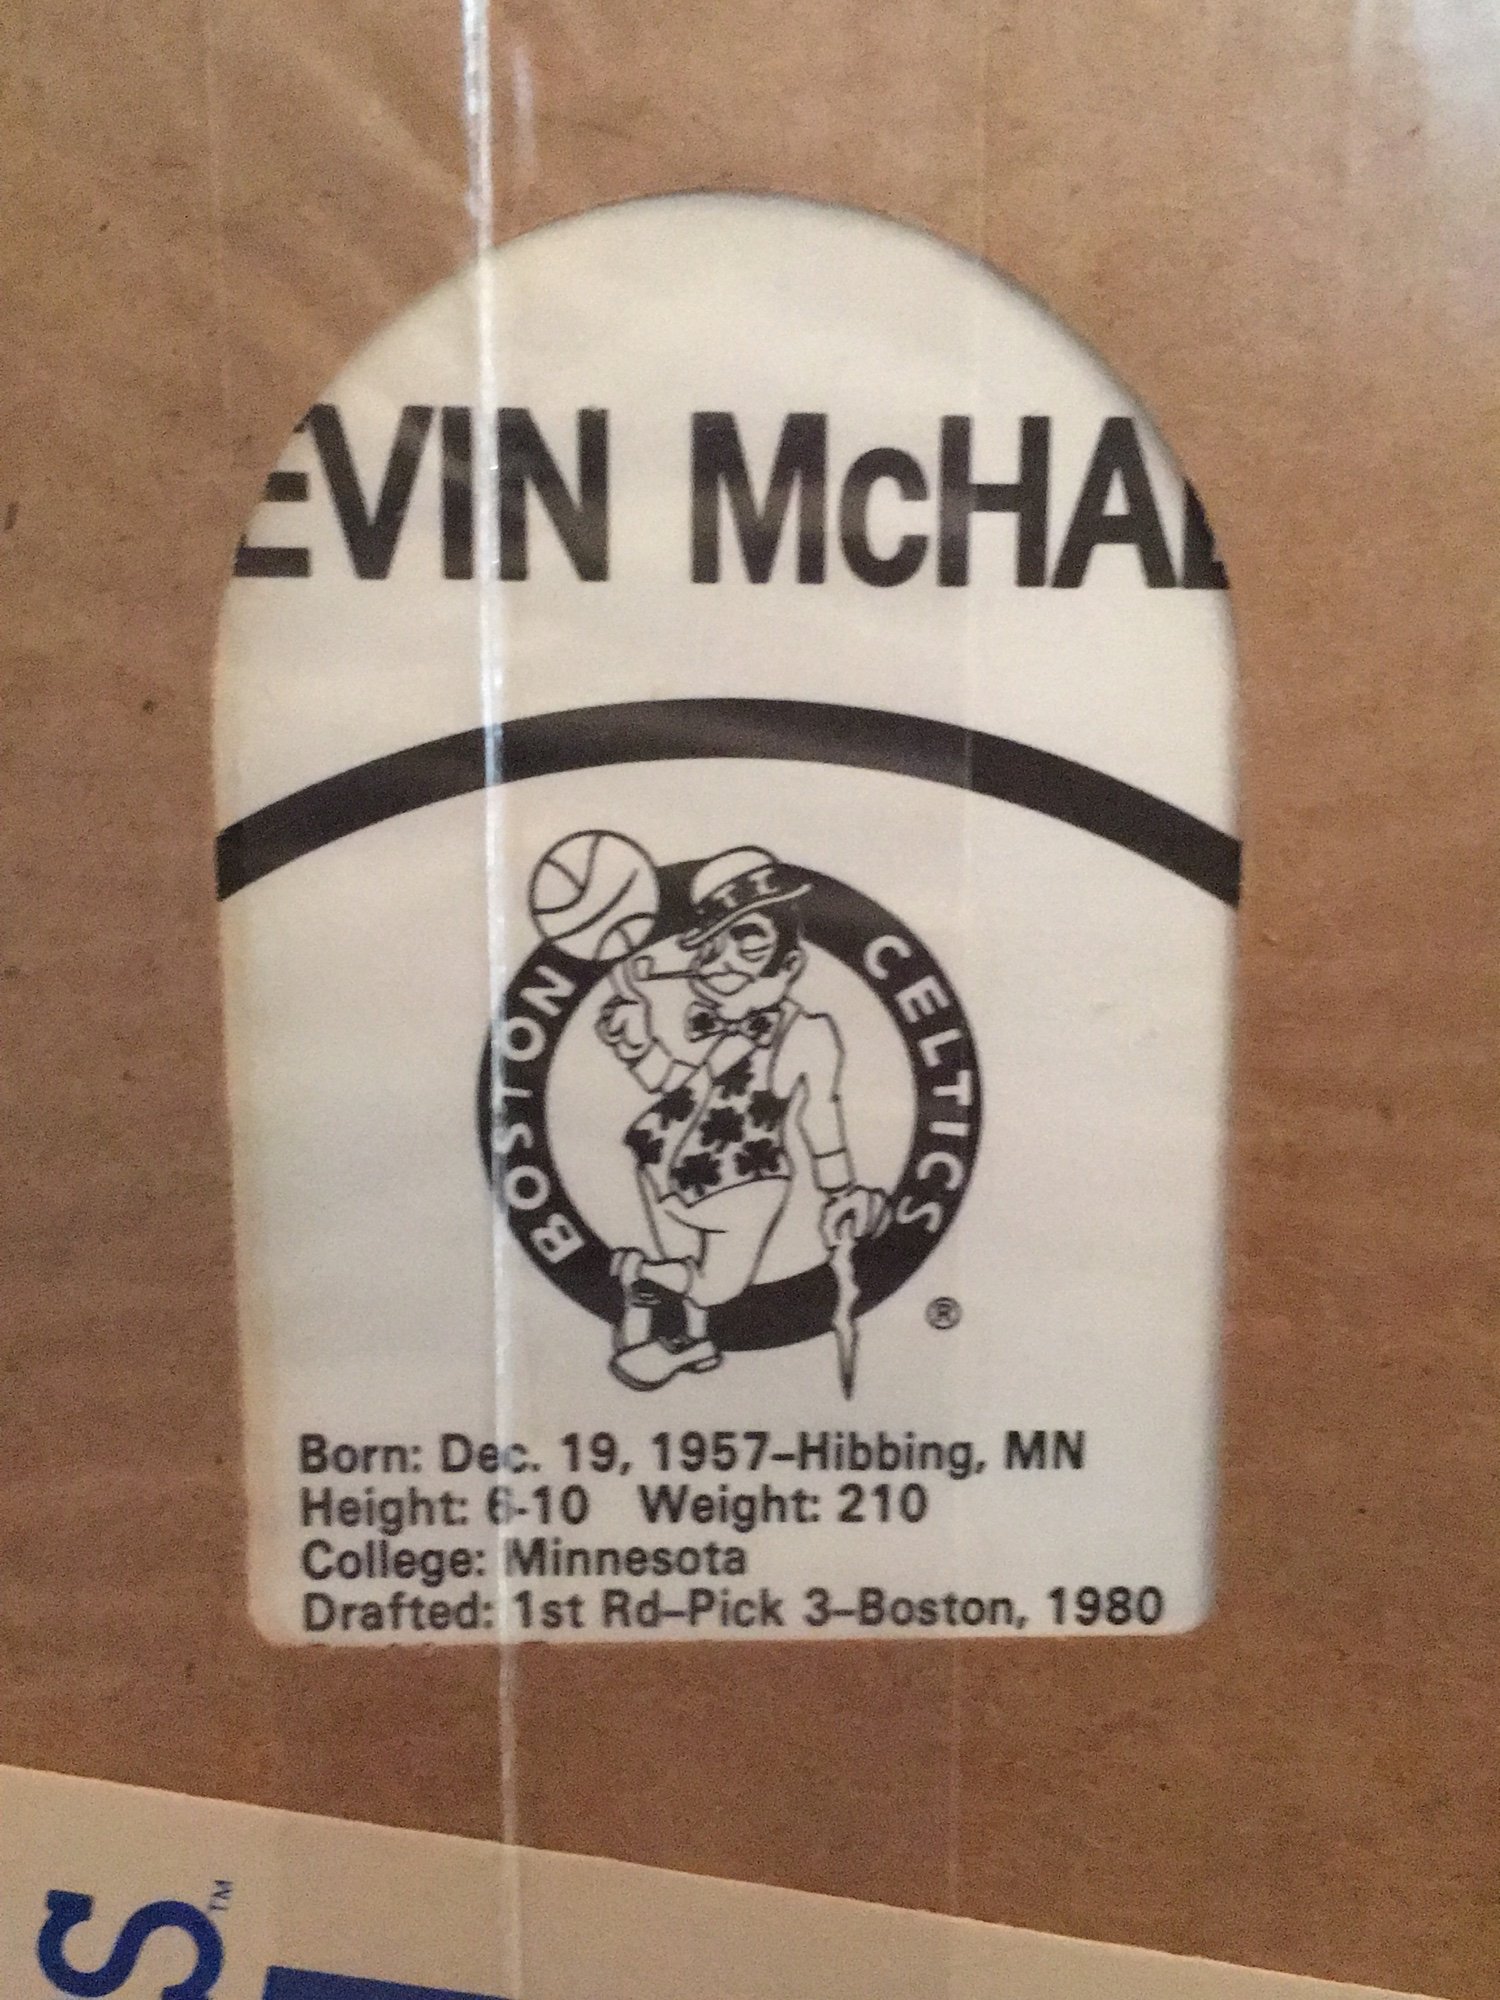 EVIN McHAL
BOSTON CELTICS
®
Born: Dec. 19, 1957–Hibbing, MN
Height: 6-10 Weight: 210
College: Minnesota
Drafted: 1st Rd–Pick 3–Boston, 1980
S™